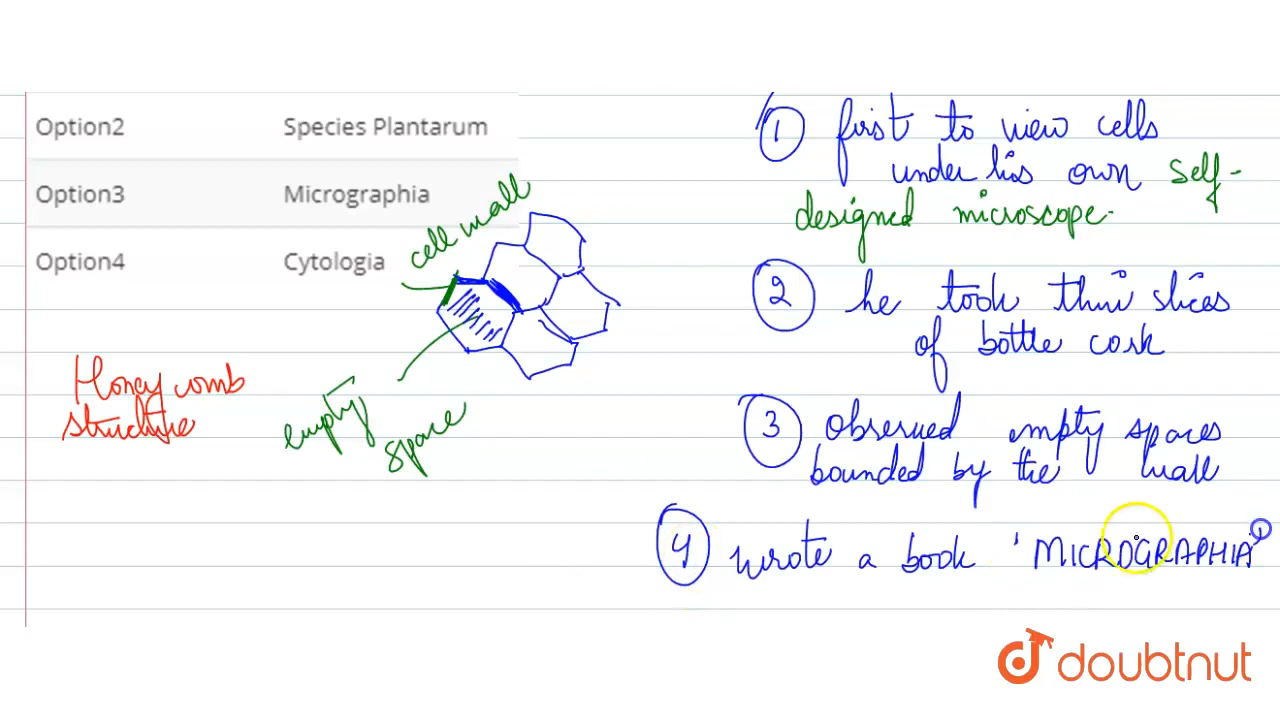 Option2 Species Plantarum
Option3 Micrographia
Option4 Cytologia
cell wall
Honey comb
structure
empty
space
1 first to view cells
under his own self-
designed microscope.
2 he took thin slices
of bottle cork
3 observed empty spaces
bounded by the wall
4 wrote a book 'MICROGRAPHIA'
doubtnut